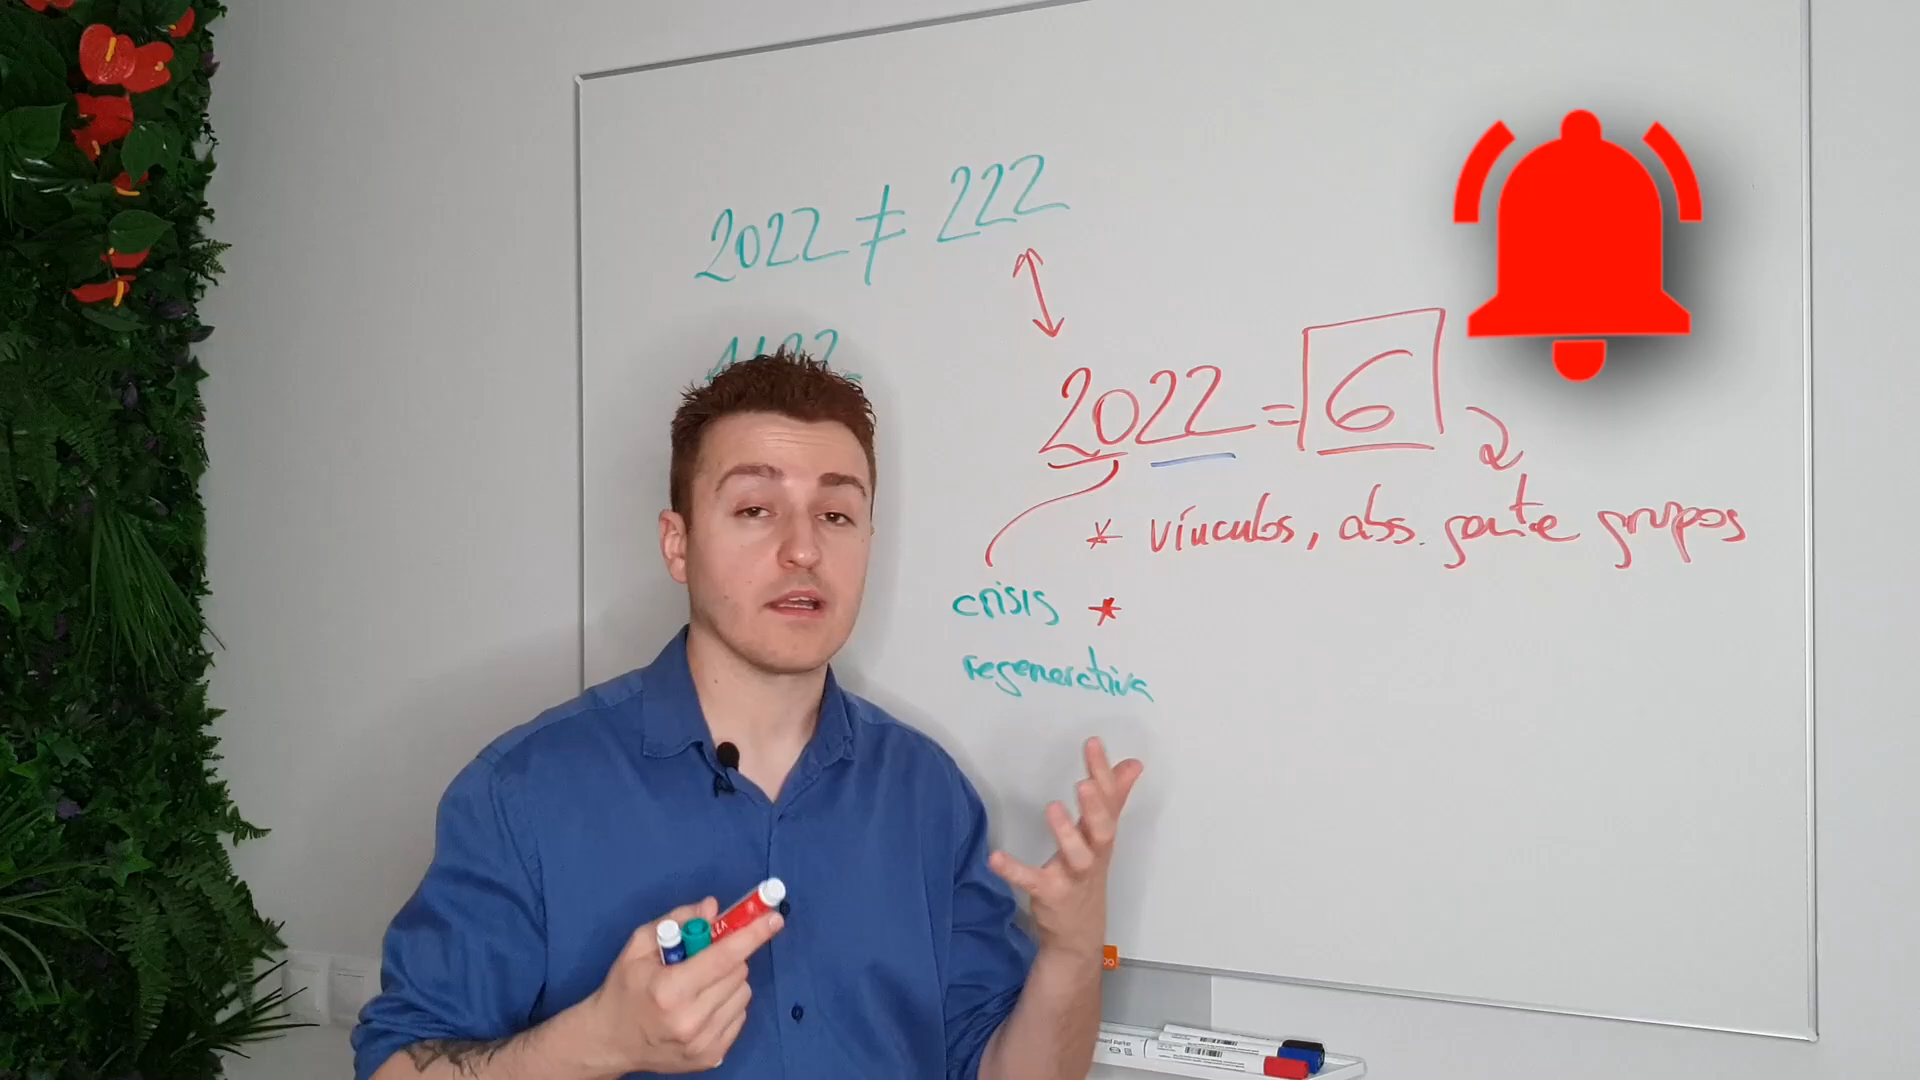 2022 ≠ 222
2022 = 6
* vínculos, abs. gente grupos
crisis *
regenerativa